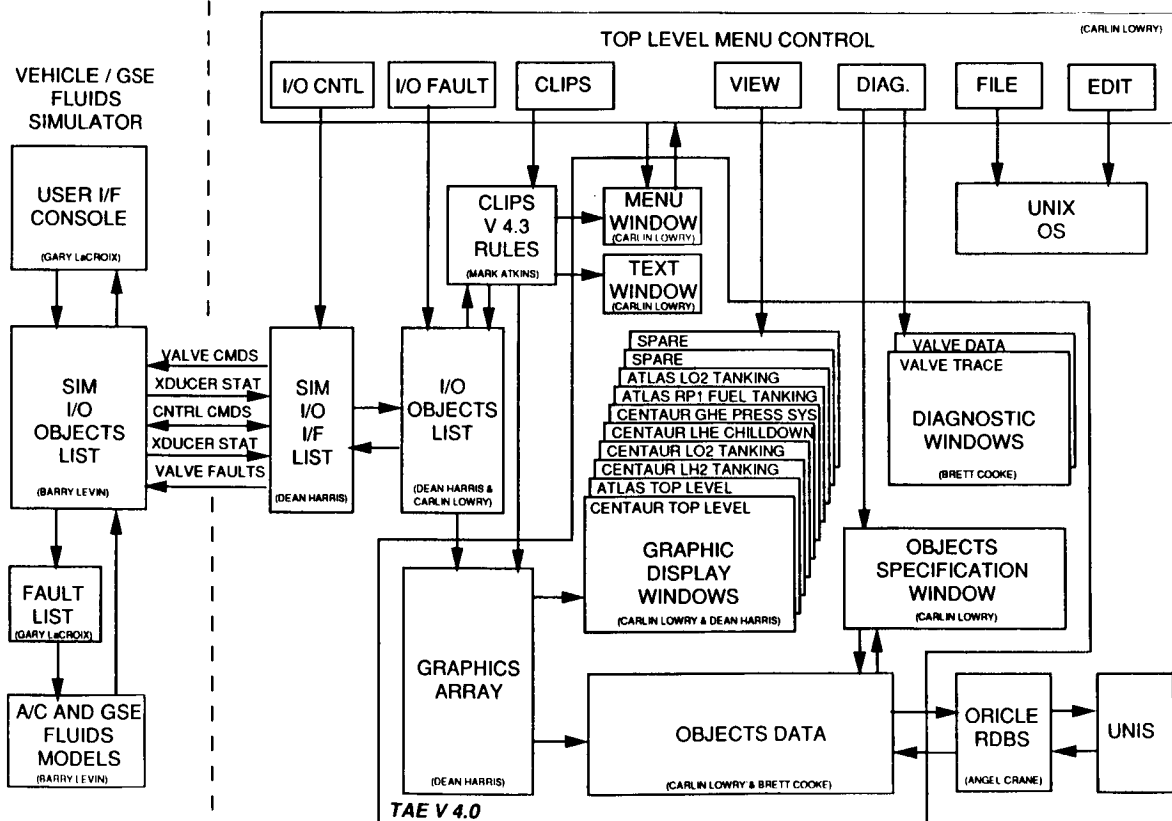 VEHICLE / GSE
FLUIDS
SIMULATOR
USER I/F
CONSOLE
(GARY LaCROIX)
SIM
I/O
OBJECTS
LIST
(BARRY LEVIN)
FAULT
LIST
(GARY LaCROIX)
A/C AND GSE
FLUIDS
MODELS
(BARRY LEVIN)
VALVE CMDS
XDUCER STAT
CNTRL CMDS
XDUCER STAT
VALVE FAULTS
TOP LEVEL MENU CONTROL
(CARLIN LOWRY)
I/O CNTL
I/O FAULT
CLIPS
VIEW
DIAG.
FILE
EDIT
SIM
I/O
I/F
LIST
(DEAN HARRIS)
I/O
OBJECTS
LIST
(DEAN HARRIS &
CARLIN LOWRY)
CLIPS
V 4.3
RULES
(MARK ATKINS)
MENU
WINDOW
(CARLIN LOWRY)
TEXT
WINDOW
(CARLIN LOWRY)
UNIX
OS
SPARE
SPARE
ATLAS LO2 TANKING
ATLAS RP1 FUEL TANKING
CENTAUR GHE PRESS SYS
CENTAUR LHE CHILLDOWN
CENTAUR LO2 TANKING
CENTAUR LH2 TANKING
ATLAS TOP LEVEL
CENTAUR TOP LEVEL
GRAPHIC
DISPLAY
WINDOWS
(CARLIN LOWRY & DEAN HARRIS)
VALVE DATA
VALVE TRACE
DIAGNOSTIC
WINDOWS
(BRETT COOKE)
OBJECTS
SPECIFICATION
WINDOW
(CARLIN LOWRY)
GRAPHICS
ARRAY
(DEAN HARRIS)
OBJECTS DATA
(CARLIN LOWRY & BRETT COOKE)
ORICLE
RDBS
(ANGEL CRANE)
UNIS
TAE V 4.0